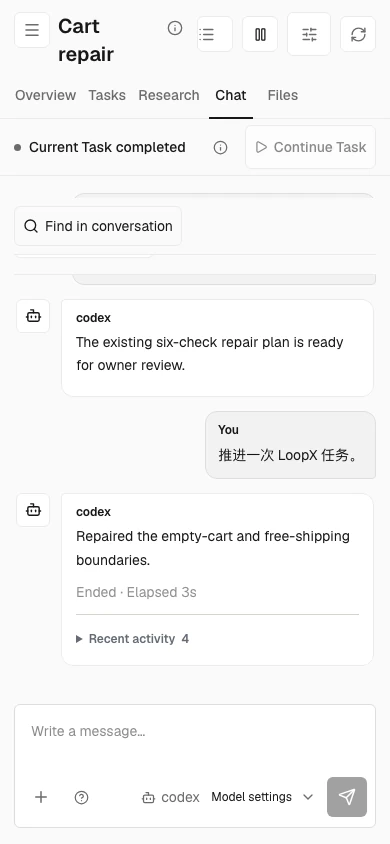 Cart
repair
Overview Tasks Research Chat Files
Current Task completed
Continue Task
Find in conversation
codex
The existing six-check repair plan is ready
for owner review.
You
推进一次 LoopX 任务。
codex
Repaired the empty-cart and free-shipping
boundaries.
Ended · Elapsed 3s
Recent activity 4
Write a message...
codex Model settings